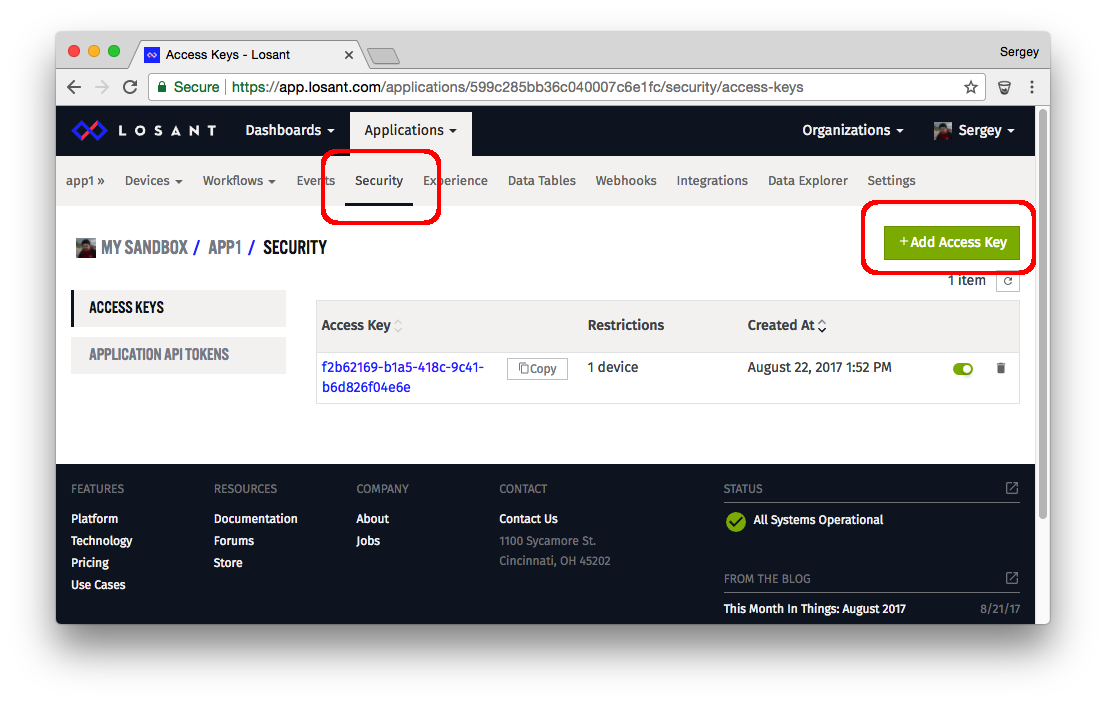 Access Keys - Losant
Sergey
Secure https://app.losant.com/applications/599c285bb36c040007c6e1fc/security/access-keys
LOSANT Dashboards Applications Organizations Sergey
app1 » Devices Workflows Events Security Experience Data Tables Webhooks Integrations Data Explorer Settings
MY SANDBOX / APP1 / SECURITY
+ Add Access Key
1 item
ACCESS KEYS
APPLICATION API TOKENS
Access Key Restrictions Created At
f2b62169-b1a5-418c-9c41-
b6d826f04e6e
Copy
1 device
August 22, 2017 1:52 PM
FEATURES
Platform
Technology
Pricing
Use Cases
RESOURCES
Documentation
Forums
Store
COMPANY
About
Jobs
CONTACT
Contact Us
1100 Sycamore St.
Cincinnati, OH 45202
STATUS
All Systems Operational
FROM THE BLOG
This Month In Things: August 2017 8/21/17